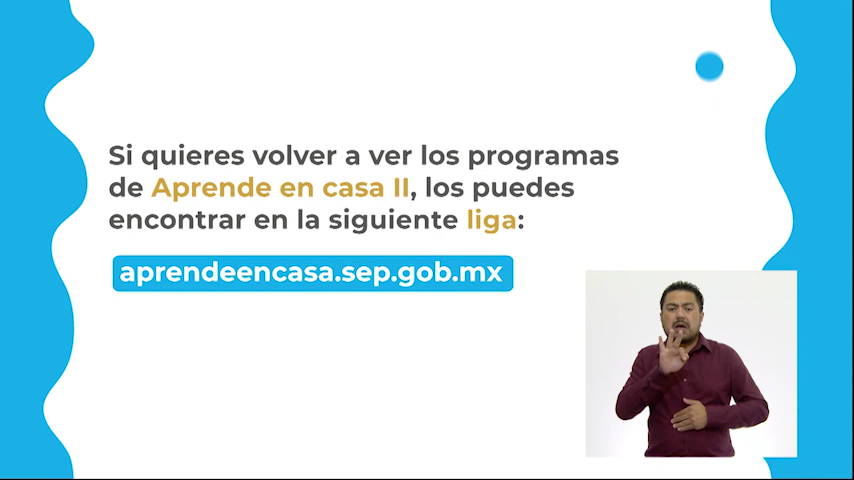 Si quieres volver a ver los programas
de Aprende en casa II, los puedes
encontrar en la siguiente liga:
aprendeencasa.sep.gob.mx